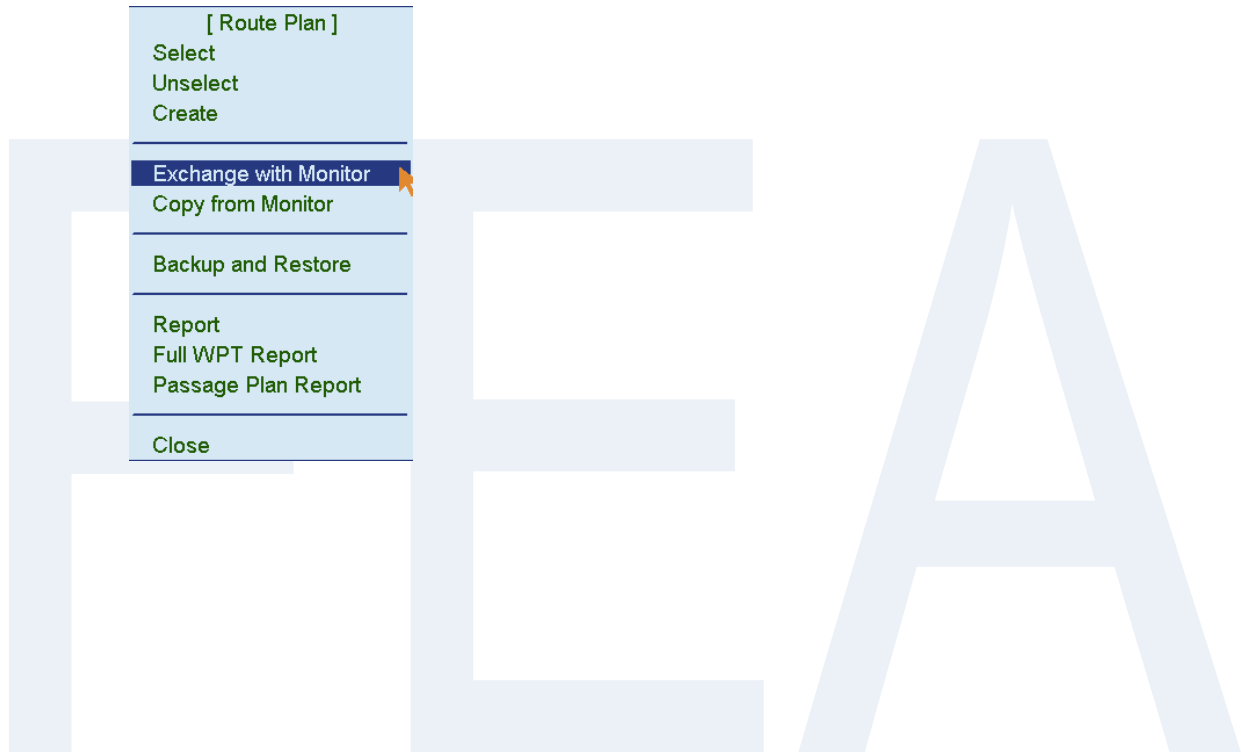 [ Route Plan ]
Select
Unselect
Create
Exchange with Monitor
Copy from Monitor
Backup and Restore
Report
Full WPT Report
Passage Plan Report
Close
FEA